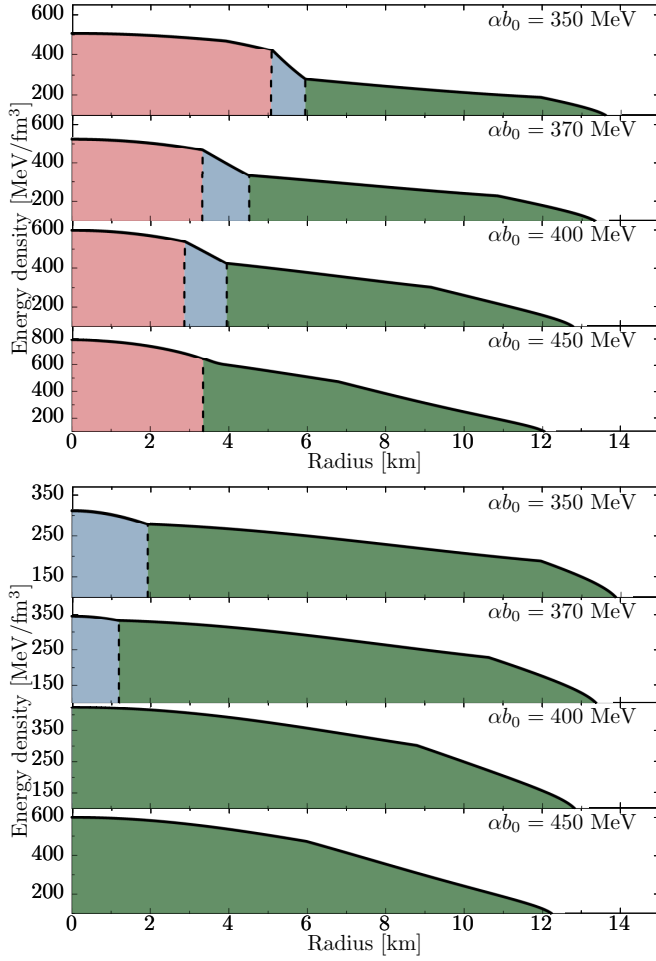 αb₀ = 350 MeV
600
400
200
αb₀ = 370 MeV
600
400
200
αb₀ = 400 MeV
600
400
200
αb₀ = 450 MeV
800
600
400
200
0 2 4 6 8 10 12 14
Radius [km]
Energy density [MeV/fm³]
αb₀ = 350 MeV
350
250
150
αb₀ = 370 MeV
350
250
150
αb₀ = 400 MeV
350
250
150
αb₀ = 450 MeV
600
400
200
0 2 4 6 8 10 12 14
Radius [km]
Energy density [MeV/fm³]